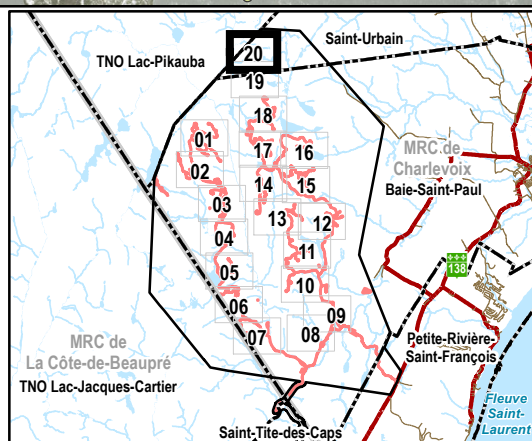 Saint-Urbain
20
TNO Lac-Pikauba
19
18
01
17
16
MRC de
Charlevoix
02
14
15
Baie-Saint-Paul
03
13
12
04
11
05
138
10
06
09
07
08
MRC de
La Côte-de-Beaupré
Petite-Rivière-
Saint-François
TNO Lac-Jacques-Cartier
Fleuve
Saint-
Laurent
Saint-Tite-des-Caps